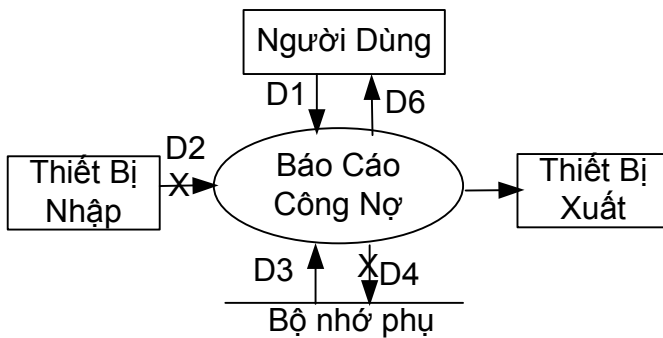 Người Dùng
D1
D6
D2
X
Thiết Bị
Nhập
Báo Cáo
Công Nợ
Thiết Bị
Xuất
D3
X
D4
Bộ nhớ phụ